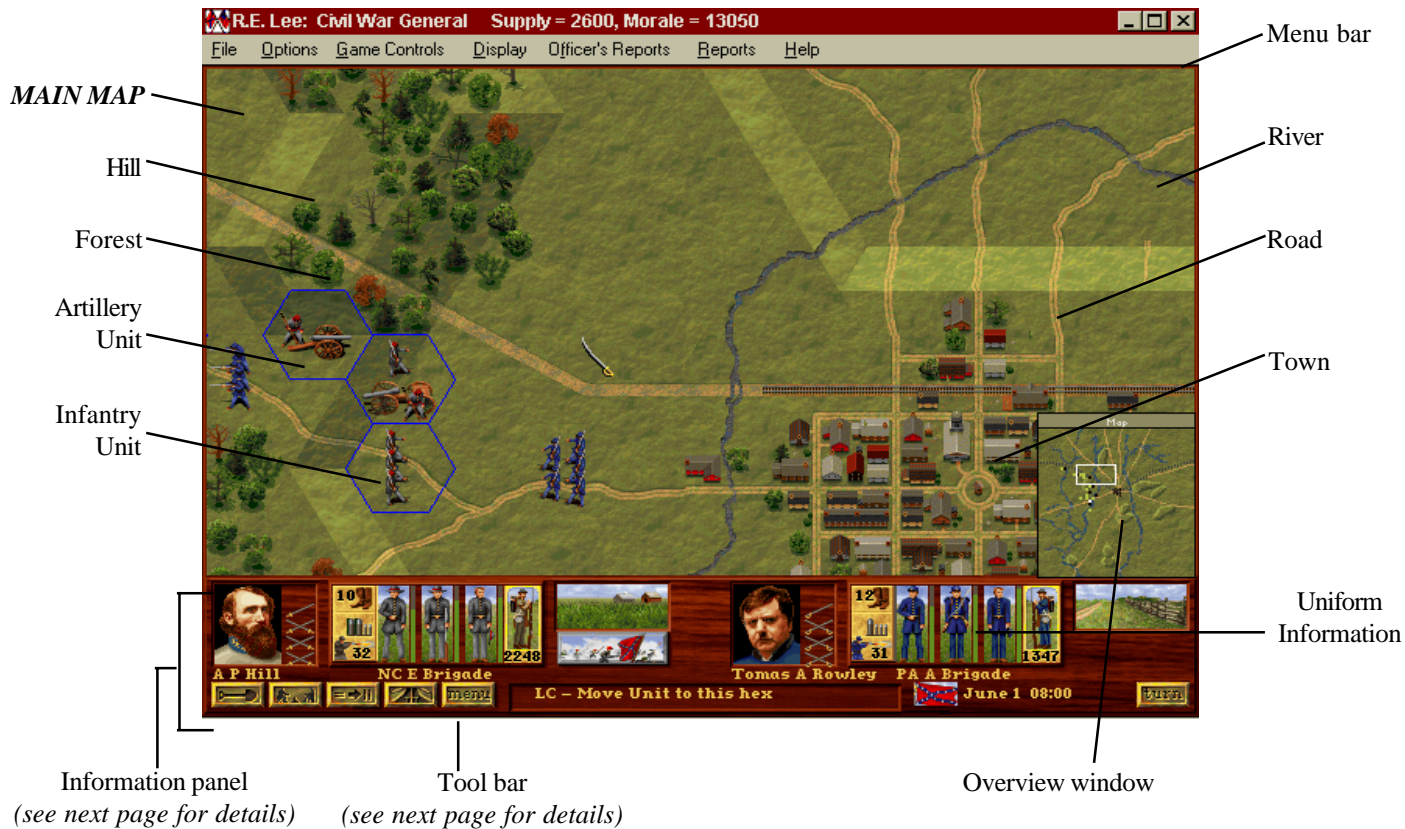 R.E. Lee: Civil War General Supply = 2600, Morale = 13050
File Options Game Controls Display Officer's Reports Reports Help
Menu bar
MAIN MAP
River
Hill
Forest
Road
Artillery
Unit
Town
Infantry
Unit
Map
10
32
2248
12
31
1347
Uniform
Information
A P Hill NC E Brigade Tomas A Rowley PA A Brigade
menu LC – Move Unit to this hex June 1 08:00 turn
Information panel
(see next page for details)
Tool bar
(see next page for details)
Overview window